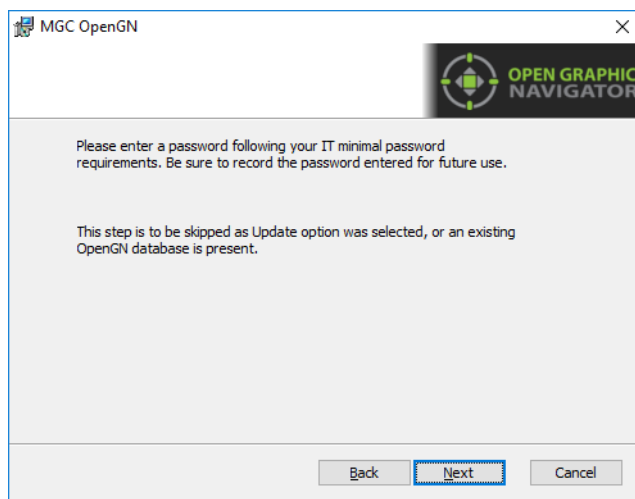 MGC OpenGN
OPEN GRAPHIC
NAVIGATOR
Please enter a password following your IT minimal password
requirements. Be sure to record the password entered for future use.
This step is to be skipped as Update option was selected, or an existing
OpenGN database is present.
Back
Next
Cancel